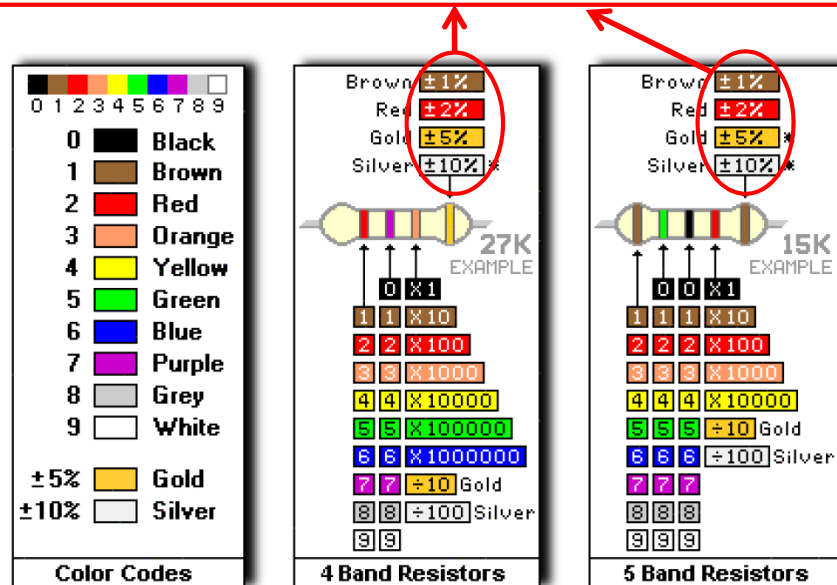 0 1 2 3 4 5 6 7 8 9
0 Black
1 Brown
2 Red
3 Orange
4 Yellow
5 Green
6 Blue
7 Purple
8 Grey
9 White
±5% Gold
±10% Silver
Color Codes
Brown ±1%
Red ±2%
Gold ±5%
Silver ±10% *
27K
EXAMPLE
0 X1
1 1 X10
2 2 X100
3 3 X1000
4 4 X10000
5 5 X100000
6 6 X1000000
7 7 ÷10 Gold
8 8 ÷100 Silver
9 9
4 Band Resistors
Brown ±1%
Red ±2%
Gold ±5% *
Silver ±10% *
15K
EXAMPLE
0 0 X1
1 1 1 X10
2 2 2 X100
3 3 3 X1000
4 4 4 X10000
5 5 5 ÷10 Gold
6 6 6 ÷100 Silver
7 7 7
8 8 8
9 9 9
5 Band Resistors